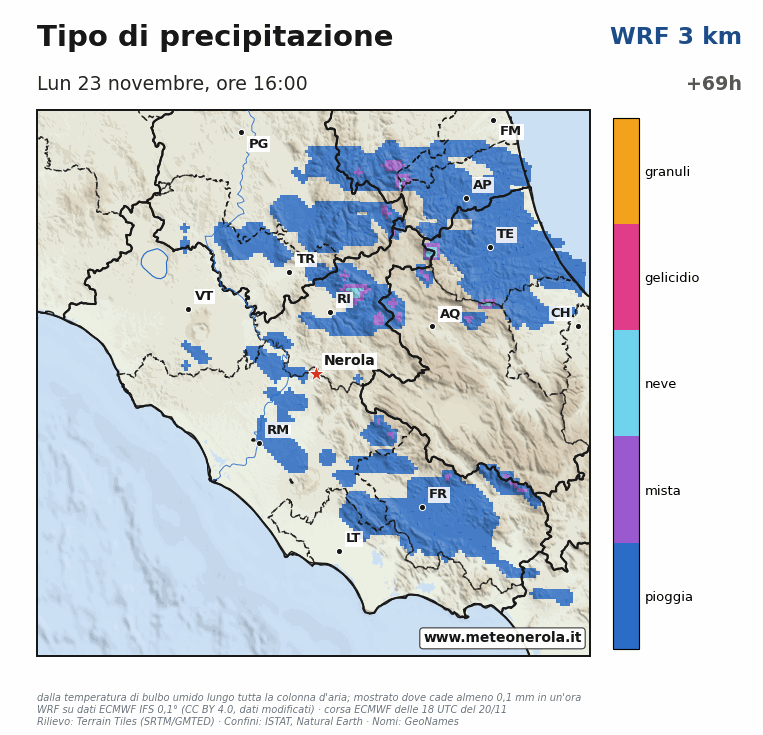 Tipo di precipitazione
WRF 3 km
Lun 23 novembre, ore 16:00
+69h
FM
PG
AP
TE
TR
VT
RI
AQ
CH
Nerola
RM
FR
LT
www.meteonerola.it
granuli
gelicidio
neve
mista
pioggia
dalla temperatura di bulbo umido lungo tutta la colonna d'aria; mostrato dove cade almeno 0,1 mm in un'ora
WRF su dati ECMWF IFS 0,1° (CC BY 4.0, dati modificati) · corsa ECMWF delle 18 UTC del 20/11
Rilievo: Terrain Tiles (SRTM/GMTED) · Confini: ISTAT, Natural Earth · Nomi: GeoNames